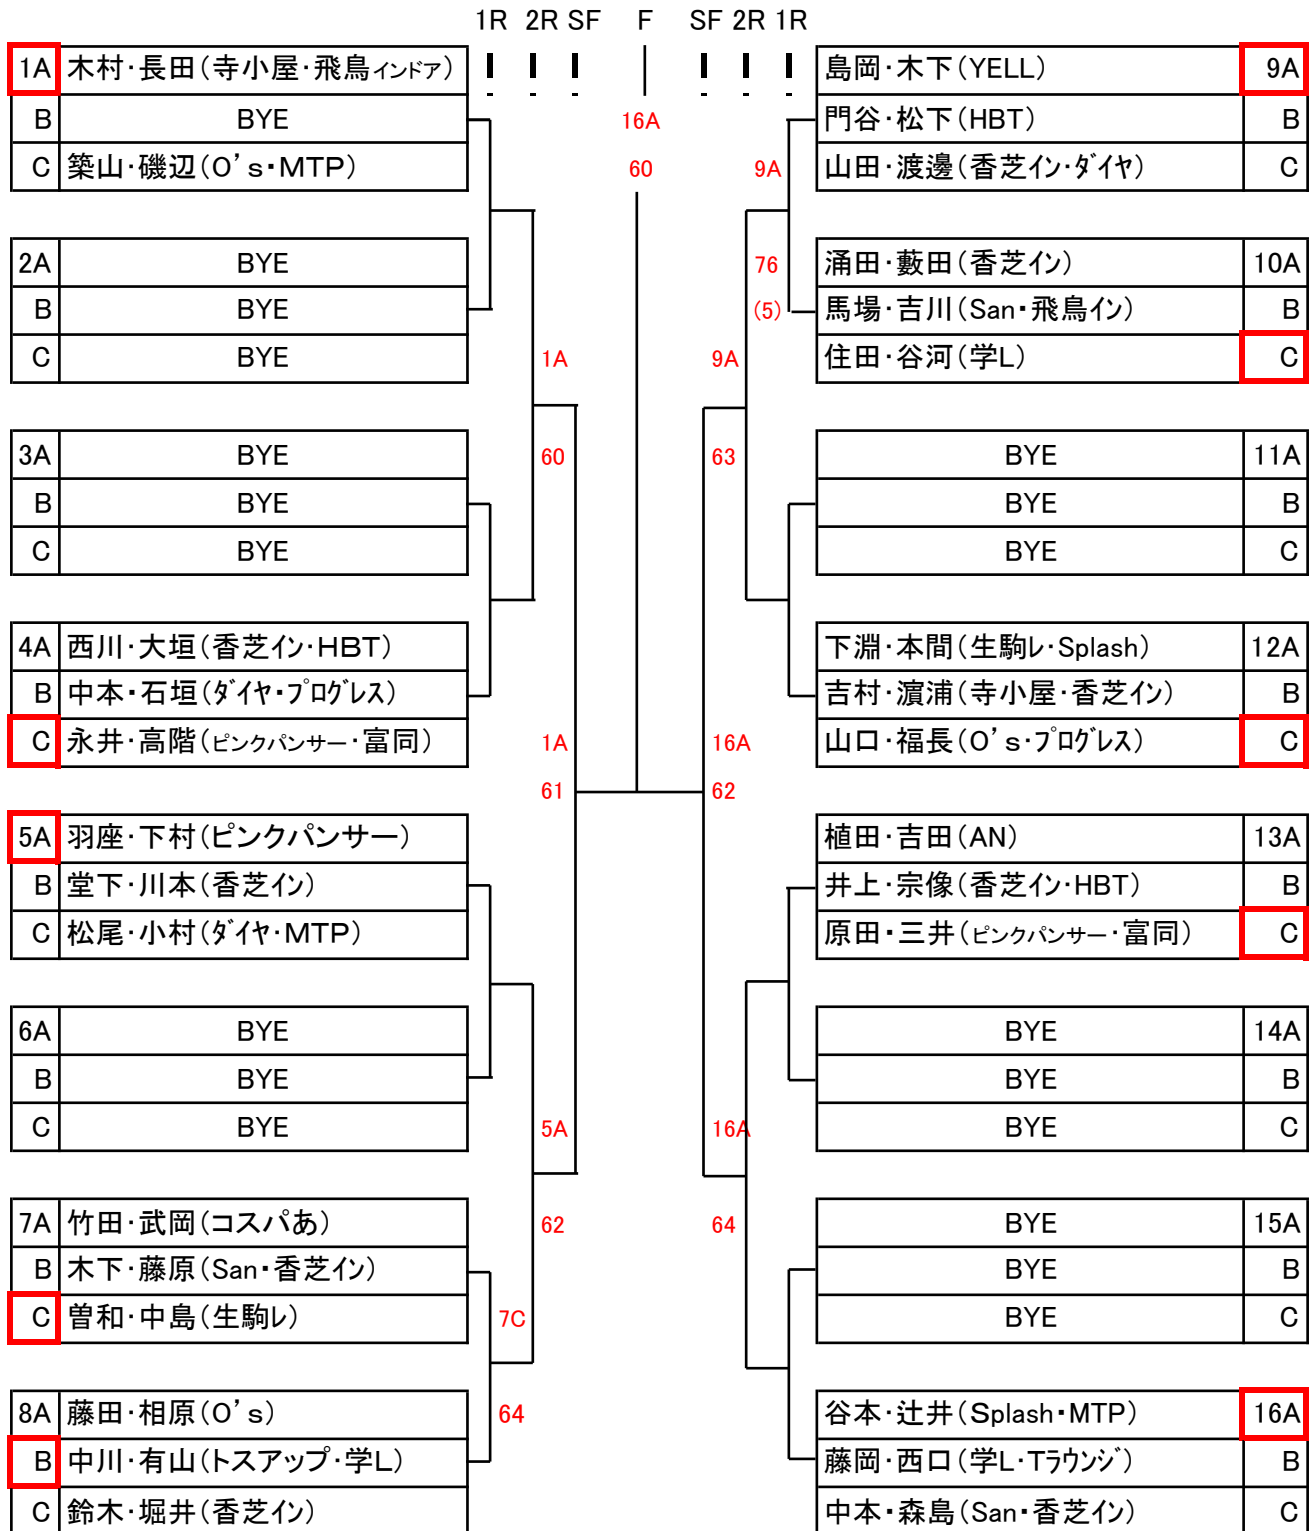 1R 2R SF F SF 2R 1R
1A 木村・長田(寺小屋・飛鳥インドア)
B BYE
C 築山・磯辺(O's・MTP)
2A BYE
B BYE
C BYE
3A BYE
B BYE
C BYE
4A 西川・大垣(香芝イン・HBT)
B 中本・石垣(ダイヤ・プログレス)
C 永井・高階(ピンクパンサー・富同)
5A 羽座・下村(ピンクパンサー)
B 堂下・川本(香芝イン)
C 松尾・小村(ダイヤ・MTP)
6A BYE
B BYE
C BYE
7A 竹田・武岡(コスパあ)
B 木下・藤原(San・香芝イン)
C 曽和・中島(生駒レ)
8A 藤田・相原(O's)
B 中川・有山(トスアップ・学L)
C 鈴木・堀井(香芝イン)
1A
60
1A
61
5A
62
7C
64
16A
60
9A
76
(5)
9A
63
16A
62
16A
64
島岡・木下(YELL) 9A
門谷・松下(HBT) B
山田・渡邊(香芝イン・ダイヤ) C
涌田・藪田(香芝イン) 10A
馬場・吉川(San・飛鳥イン) B
住田・谷河(学L) C
BYE 11A
BYE B
BYE C
下淵・本間(生駒レ・Splash) 12A
吉村・濵浦(寺小屋・香芝イン) B
山口・福長(O's・プログレス) C
植田・吉田(AN) 13A
井上・宗像(香芝イン・HBT) B
原田・三井(ピンクパンサー・富同) C
BYE 14A
BYE B
BYE C
BYE 15A
BYE B
BYE C
谷本・辻井(Splash・MTP) 16A
藤岡・西口(学L・Tラウンジ) B
中本・森島(San・香芝イン) C